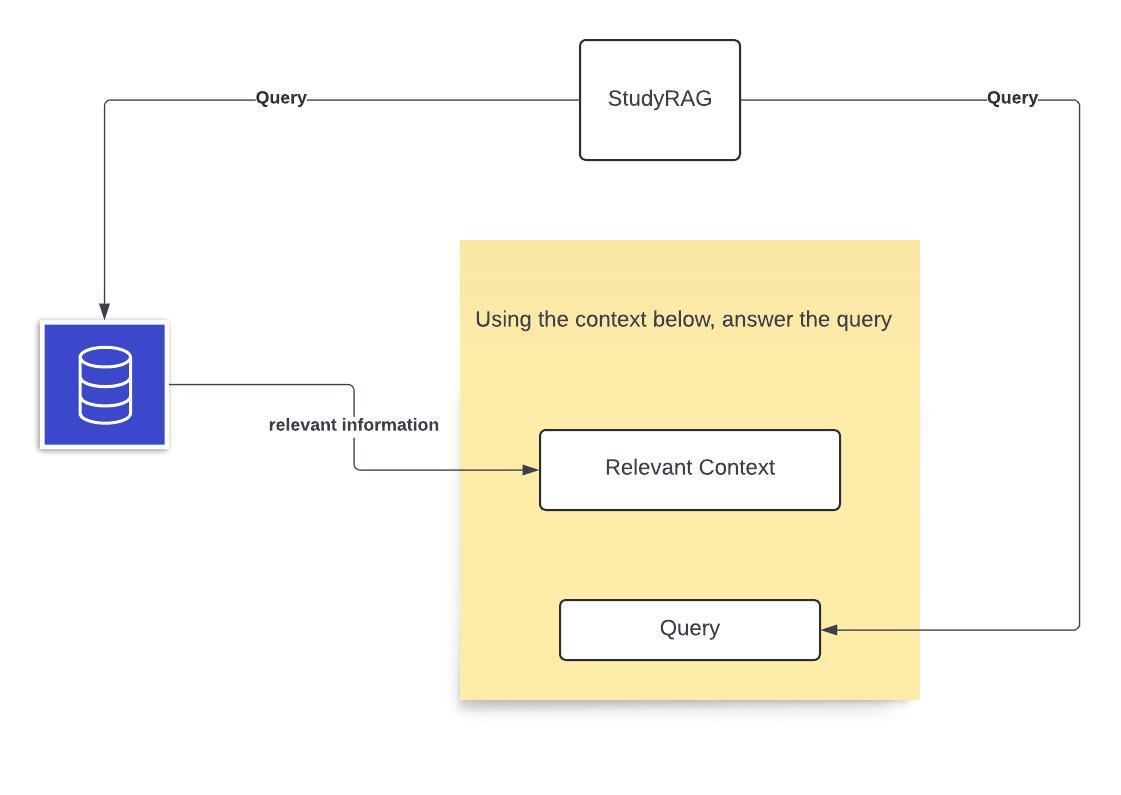 StudyRAG
Query
Query
Using the context below, answer the query
relevant information
Relevant Context
Query